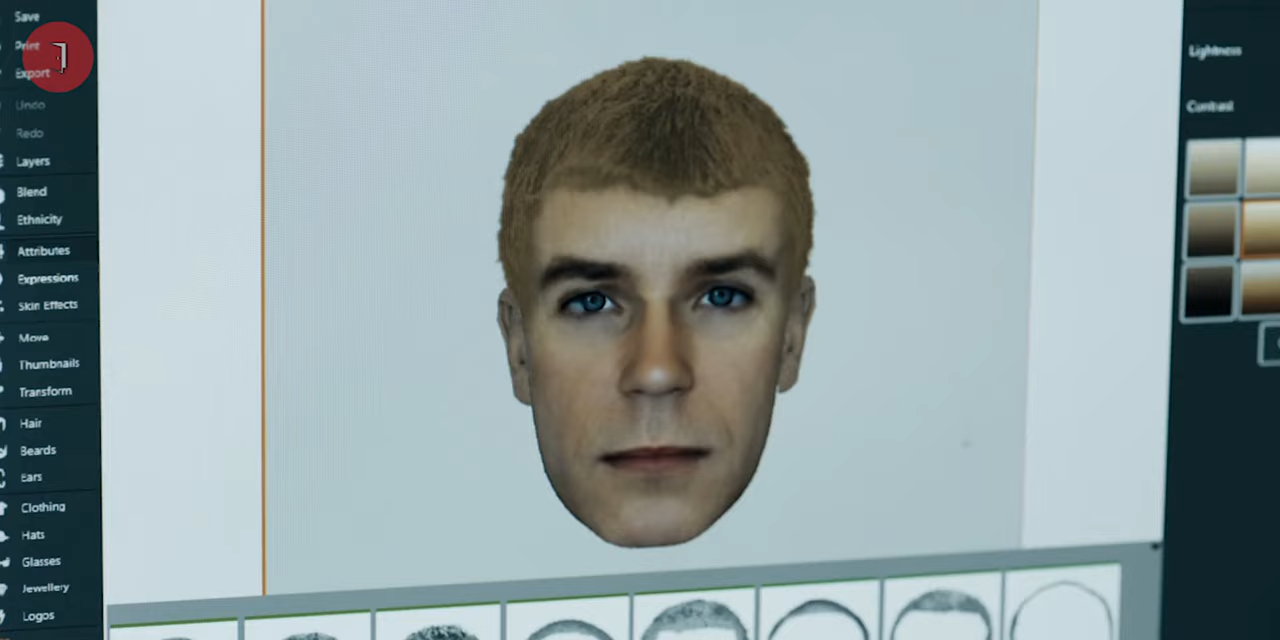 Save
Print
Export
Undo
Redo
Layers
Blend
Ethnicity
Attributes
Expressions
Skin Effects
Move
Thumbnails
Transform
Hair
Beards
Ears
Clothing
Hats
Glasses
Jewellery
Logos
Lightness
Contrast